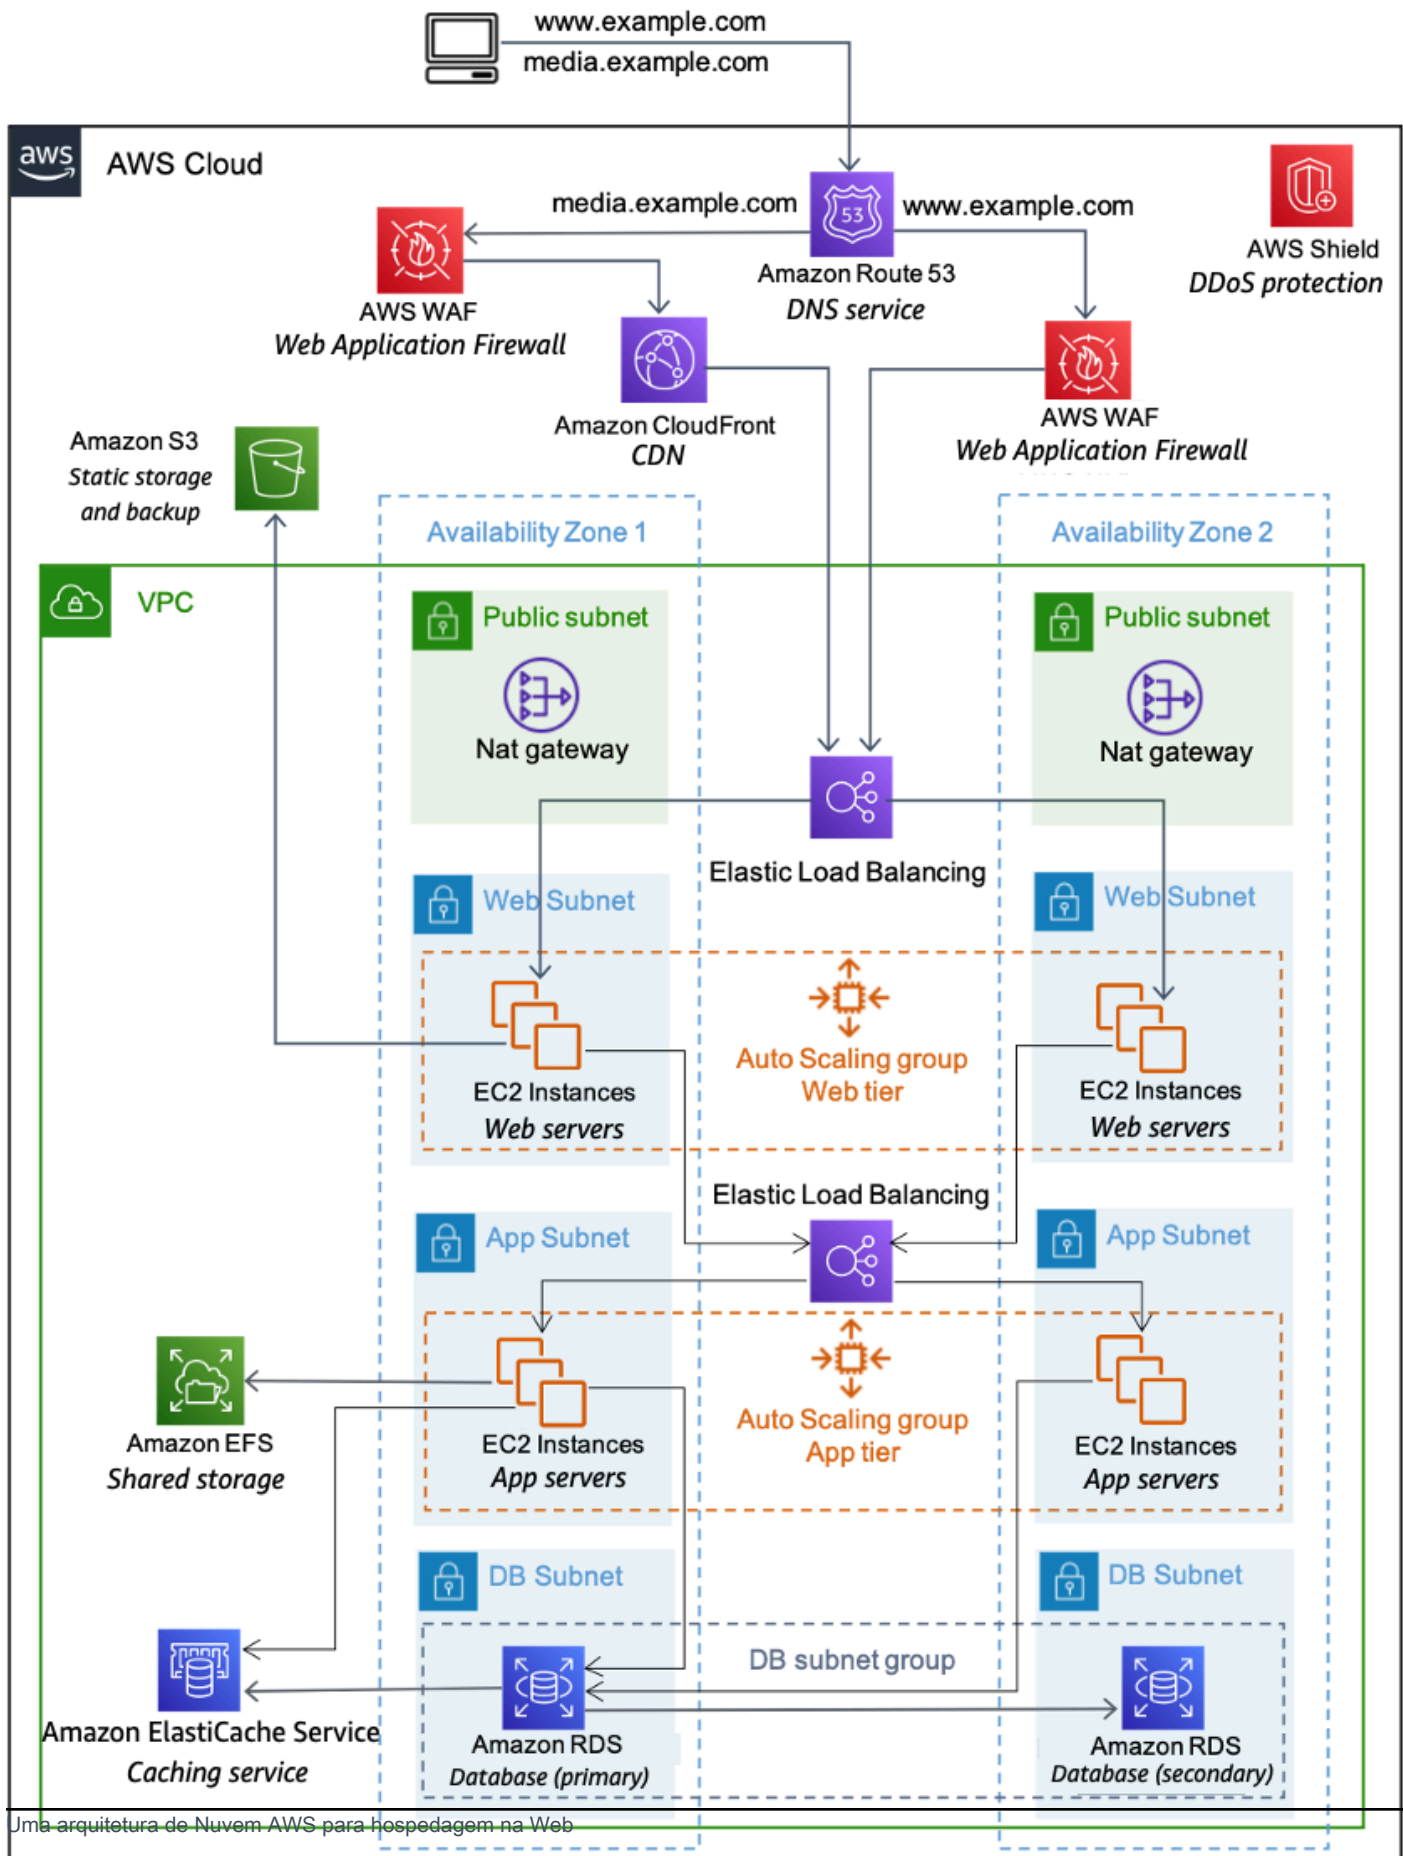 www.example.com
media.example.com
aws
AWS Cloud
media.example.com
53
www.example.com
Amazon Route 53
DNS service
AWS Shield
DDoS protection
AWS WAF
Web Application Firewall
Amazon CloudFront
CDN
AWS WAF
Web Application Firewall
Amazon S3
Static storage
and backup
Availability Zone 1
Availability Zone 2
VPC
Public subnet
Nat gateway
Public subnet
Nat gateway
Elastic Load Balancing
Web Subnet
Web Subnet
EC2 Instances
Web servers
Auto Scaling group
Web tier
EC2 Instances
Web servers
Elastic Load Balancing
App Subnet
App Subnet
Amazon EFS
Shared storage
EC2 Instances
App servers
Auto Scaling group
App tier
EC2 Instances
App servers
DB Subnet
DB Subnet
DB subnet group
Amazon ElastiCache Service
Caching service
Amazon RDS
Database (primary)
Amazon RDS
Database (secondary)
Uma arquitetura de Nuvem AWS para hospedagem na Web